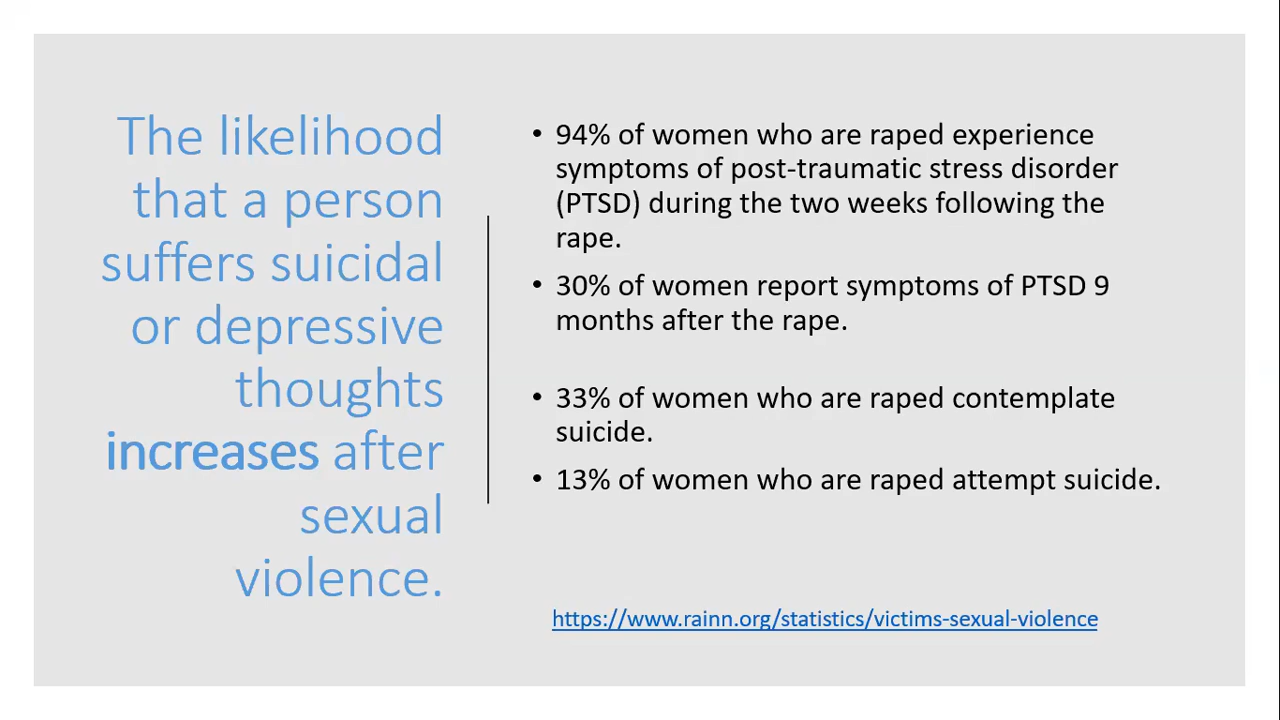 The likelihood
that a person
suffers suicidal
or depressive
thoughts
increases after
sexual
violence.
• 94% of women who are raped experience
symptoms of post-traumatic stress disorder
(PTSD) during the two weeks following the
rape.
• 30% of women report symptoms of PTSD 9
months after the rape.
• 33% of women who are raped contemplate
suicide.
• 13% of women who are raped attempt suicide.
https://www.rainn.org/statistics/victims-sexual-violence